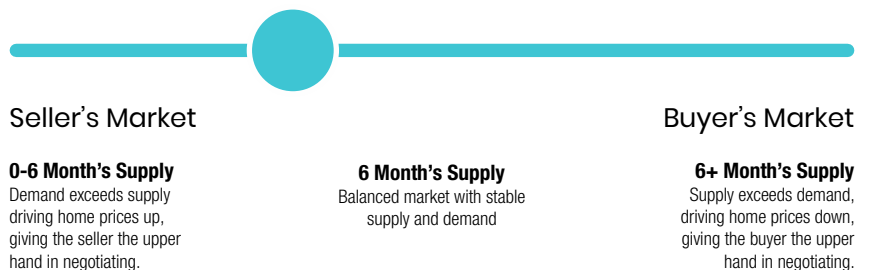 Seller's Market
Buyer's Market
0-6 Month's Supply
Demand exceeds supply
driving home prices up,
giving the seller the upper
hand in negotiating.
6 Month's Supply
Balanced market with stable
supply and demand
6+ Month's Supply
Supply exceeds demand,
driving home prices down,
giving the buyer the upper
hand in negotiating.